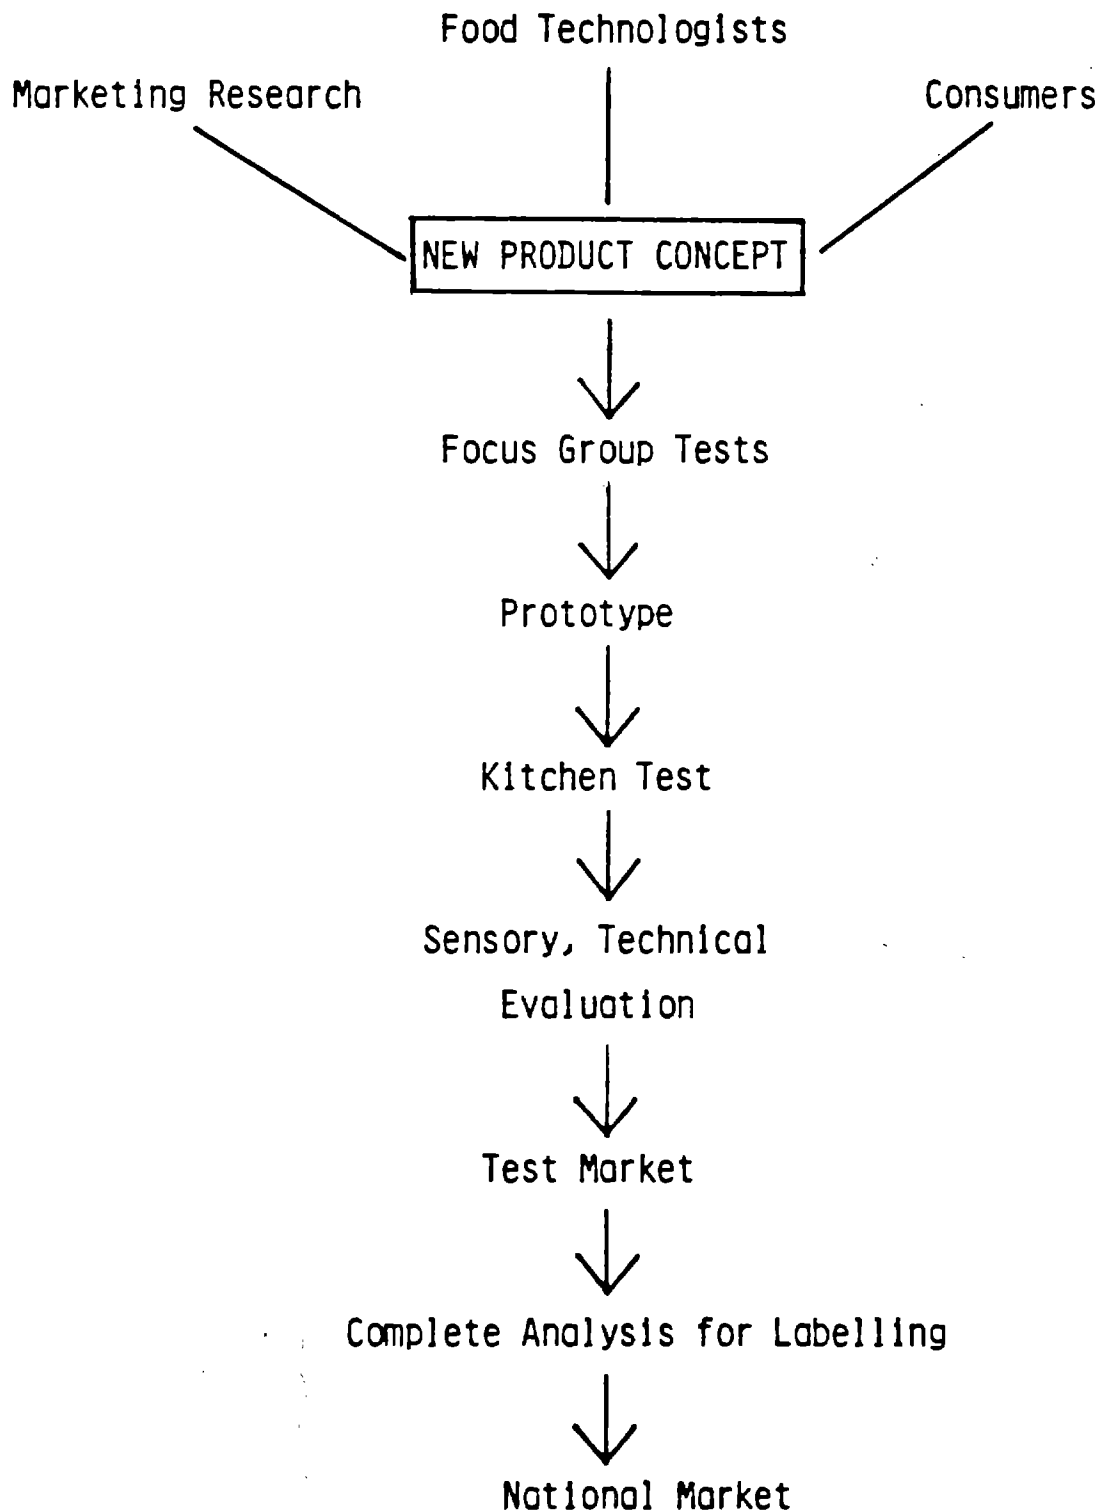 Food Technologists
Marketing Research
Consumers
NEW PRODUCT CONCEPT
Focus Group Tests
Prototype
Kitchen Test
Sensory, Technical
Evaluation
Test Market
Complete Analysis for Labelling
National Market